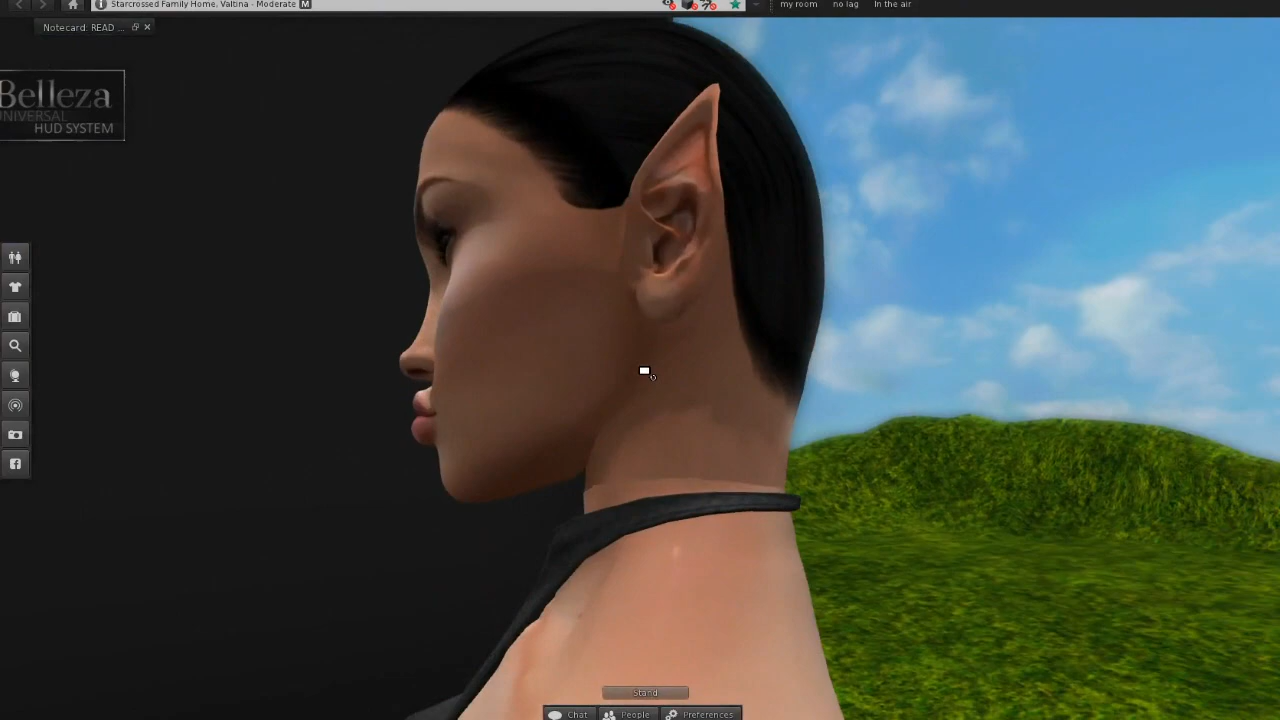 Starcrossed Family Home, Valbna - Moderate M
my room no lag In the air
Notecard: READ ...
Belleza
UNIVERSAL
HUD SYSTEM
Stand
Chat People Preferences